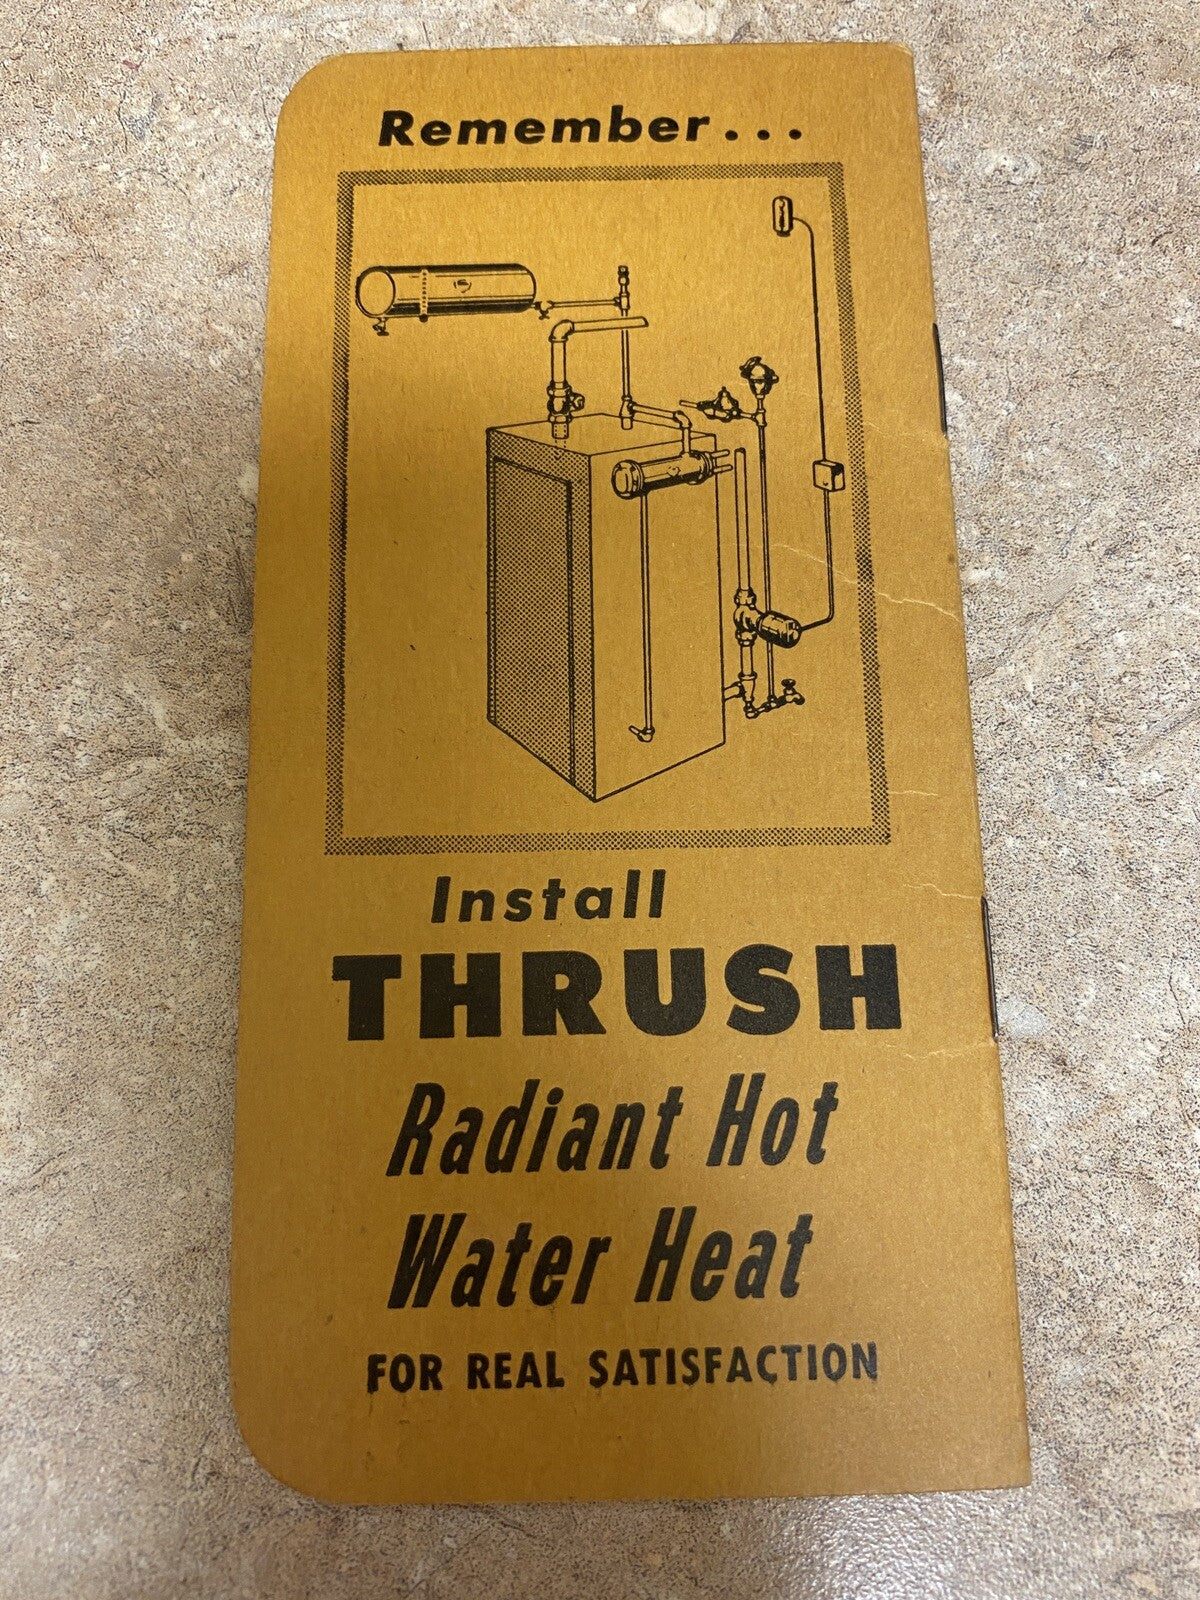 Remember...
Install
THRUSH
Radiant Hot
Water Heat
FOR REAL SATISFACTION